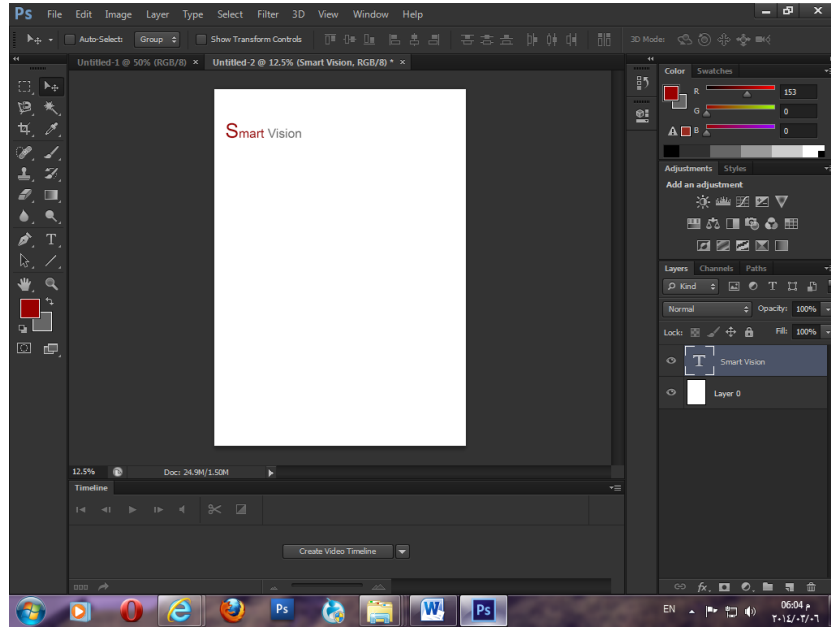 Ps File Edit Image Layer Type Select Filter 3D View Window Help
Auto-Select: Group Show Transform Controls 3D Mode:
Untitled-1 @ 50% (RGB/8) × Untitled-2 @ 12.5% (Smart Vision, RGB/8) * ×
Smart Vision
12.5% Doc: 24.9M/1.50M
Timeline
Create Video Timeline
Color Swatches
R 153
G 0
B 0
Adjustments Styles
Add an adjustment
Layers Channels Paths
Kind
Normal Opacity: 100%
Lock: Fill: 100%
T Smart Vision
Layer 0
fx
Ps W Ps EN 06:04 م
٢٠١٤/٠٣/٠٦